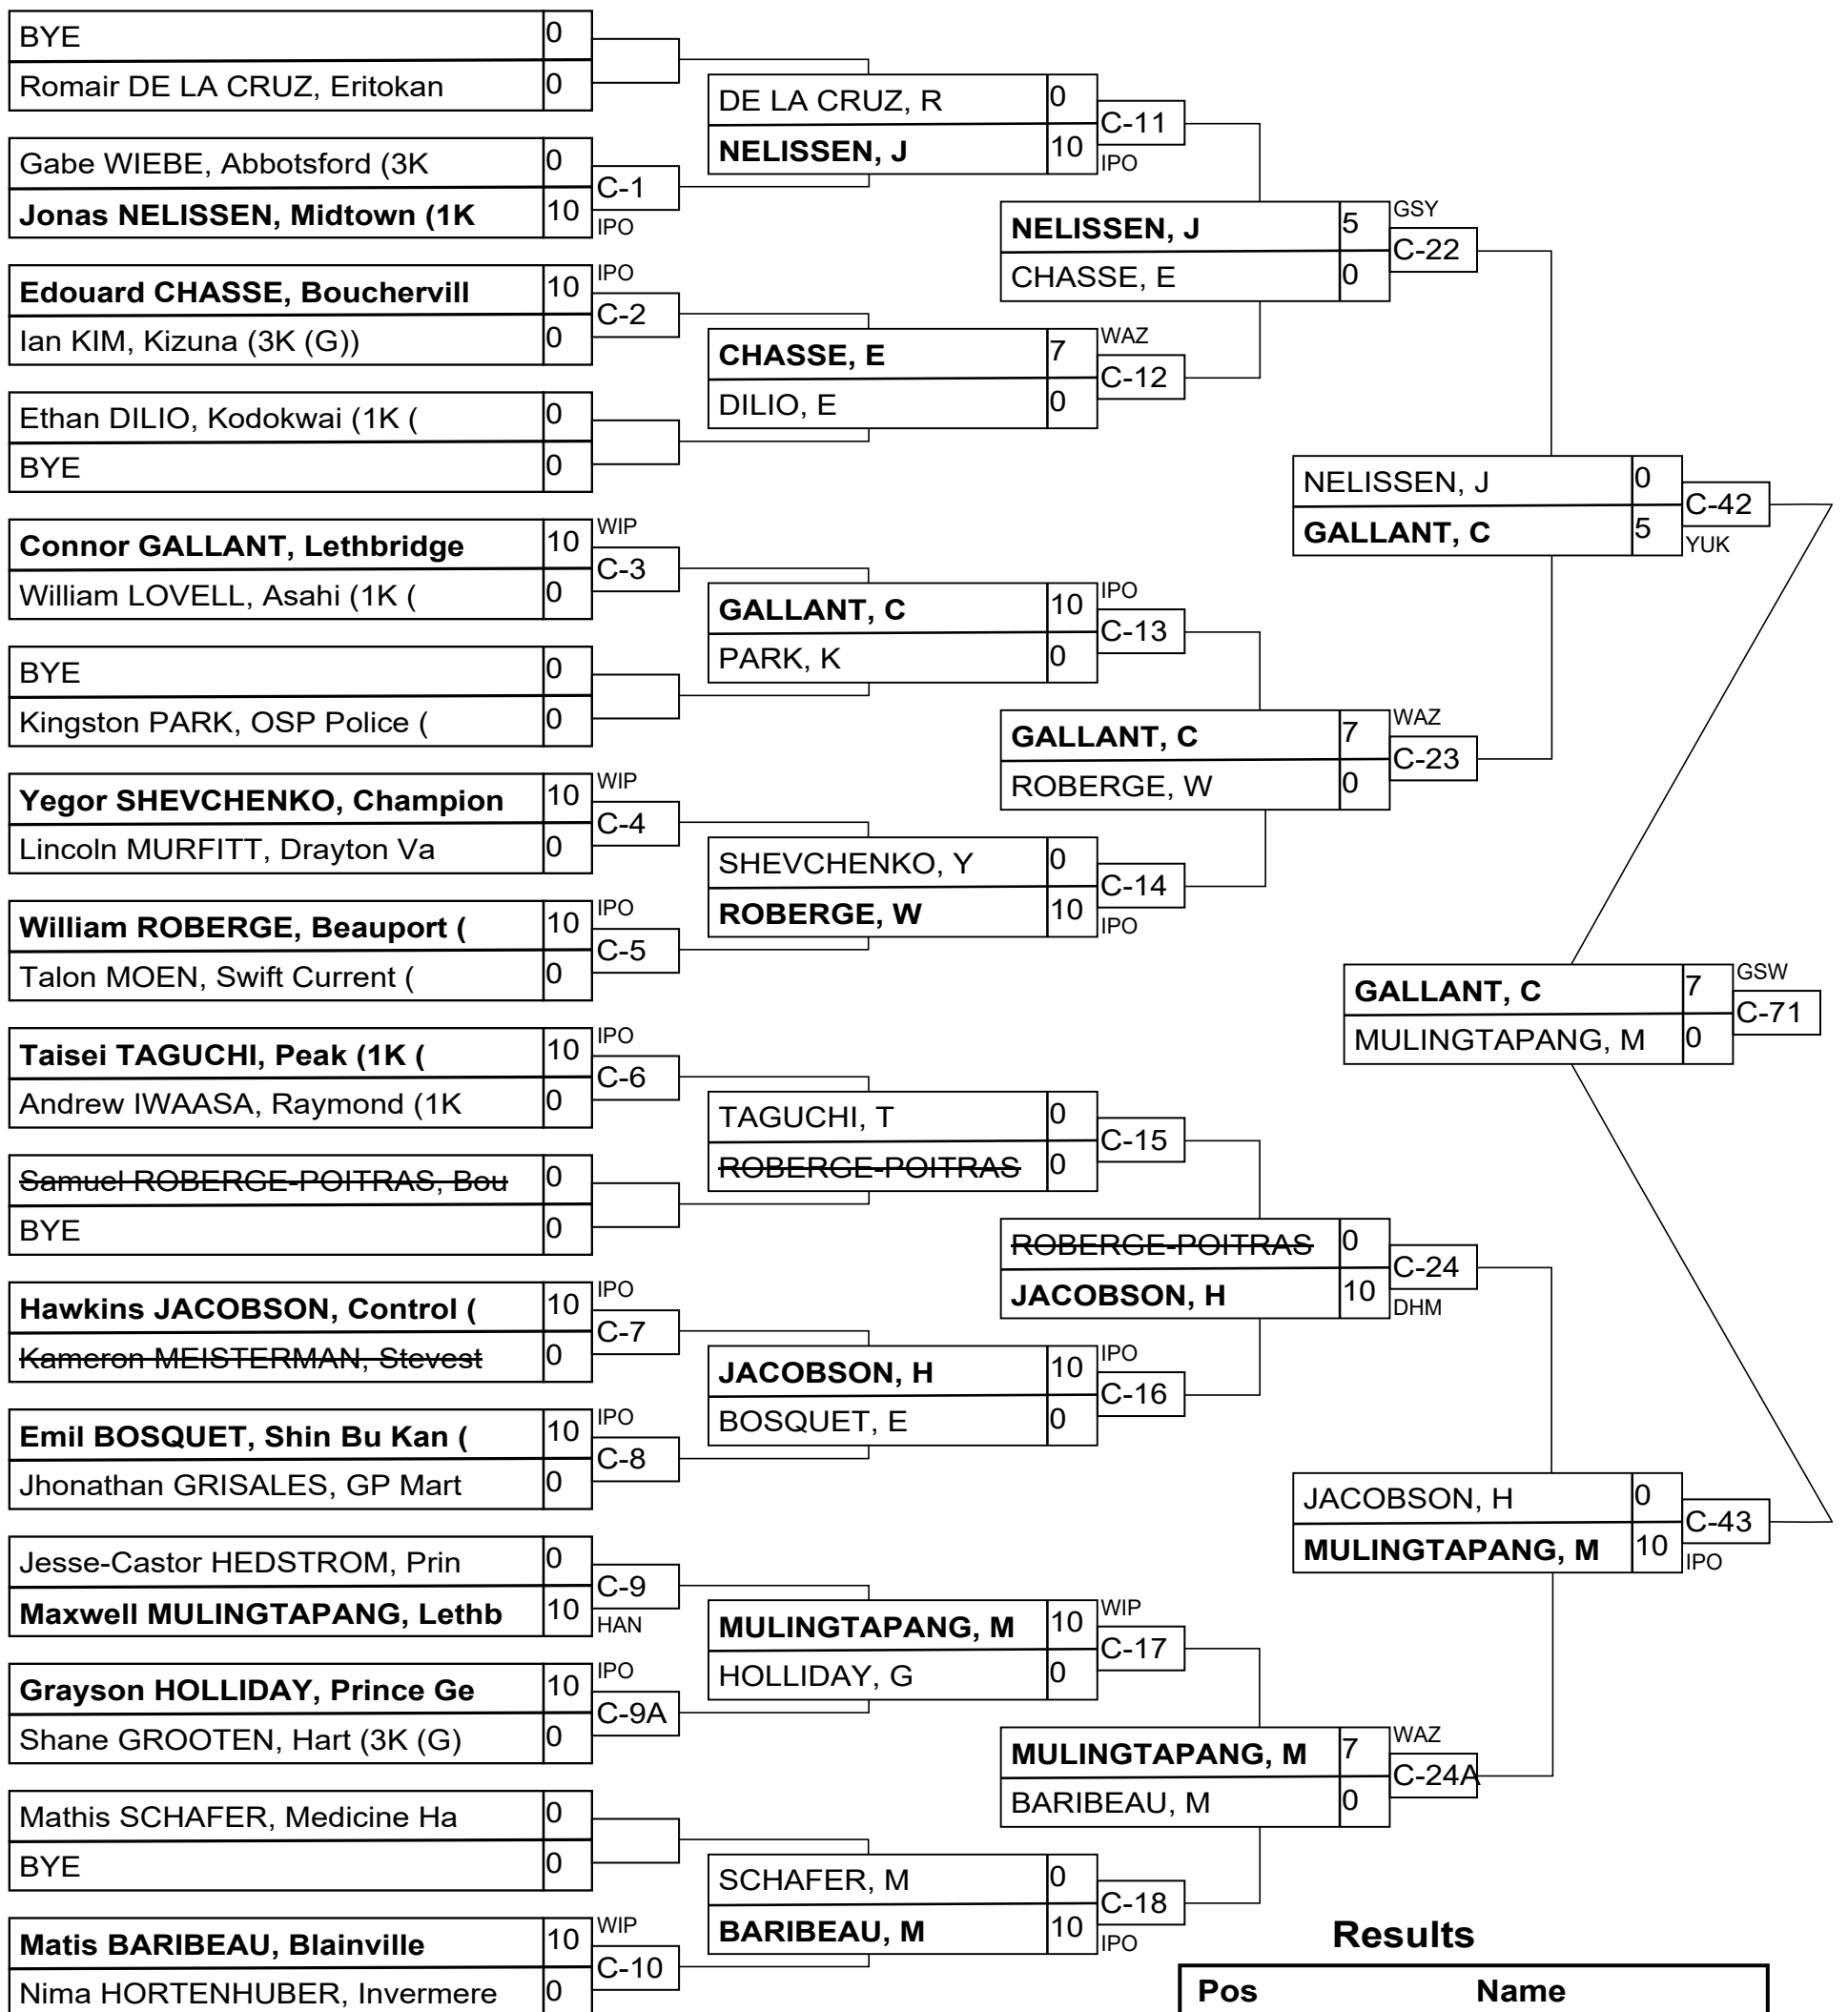 BYE 0
Romair DE LA CRUZ, Eritokan 0
Gabe WIEBE, Abbotsford (3K 0
C-1
Jonas NELISSEN, Midtown (1K 10
IPO
Edouard CHASSE, Bouchervill 10
IPO
C-2
Ian KIM, Kizuna (3K (G)) 0
Ethan DILIO, Kodokwai (1K ( 0
BYE 0
Connor GALLANT, Lethbridge 10
WIP
C-3
William LOVELL, Asahi (1K ( 0
BYE 0
Kingston PARK, OSP Police ( 0
Yegor SHEVCHENKO, Champion 10
WIP
C-4
Lincoln MURFITT, Drayton Va 0
William ROBERGE, Beauport ( 10
IPO
C-5
Talon MOEN, Swift Current ( 0
Taisei TAGUCHI, Peak (1K ( 10
IPO
C-6
Andrew IWAASA, Raymond (1K 0
Samuel ROBERGE-POITRAS, Bou 0
BYE 0
Hawkins JACOBSON, Control ( 10
IPO
C-7
Kameron MEISTERMAN, Stevest 0
Emil BOSQUET, Shin Bu Kan ( 10
IPO
C-8
Jhonathan GRISALES, GP Mart 0
Jesse-Castor HEDSTROM, Prin 0
C-9
Maxwell MULINGTAPANG, Lethb 10
HAN
Grayson HOLLIDAY, Prince Ge 10
IPO
C-9A
Shane GROOTEN, Hart (3K (G) 0
Mathis SCHAFER, Medicine Ha 0
BYE 0
Matis BARIBEAU, Blainville 10
WIP
C-10
Nima HORTENHUBER, Invermere 0
DE LA CRUZ, R 0
C-11
NELISSEN, J 10
IPO
CHASSE, E 7
WAZ
C-12
DILIO, E 0
GALLANT, C 10
IPO
C-13
PARK, K 0
SHEVCHENKO, Y 0
C-14
ROBERGE, W 10
IPO
TAGUCHI, T 0
C-15
ROBERGE-POITRAS 0
JACOBSON, H 10
IPO
C-16
BOSQUET, E 0
MULINGTAPANG, M 10
WIP
C-17
HOLLIDAY, G 0
SCHAFER, M 0
C-18
BARIBEAU, M 10
IPO
NELISSEN, J 5
GSY
C-22
CHASSE, E 0
GALLANT, C 7
WAZ
C-23
ROBERGE, W 0
ROBERGE-POITRAS 0
C-24
JACOBSON, H 10
DHM
MULINGTAPANG, M 7
WAZ
C-24A
BARIBEAU, M 0
NELISSEN, J 0
C-42
GALLANT, C 5
YUK
JACOBSON, H 0
C-43
MULINGTAPANG, M 10
IPO
GALLANT, C 7
GSW
C-71
MULINGTAPANG, M 0
Results
Pos Name